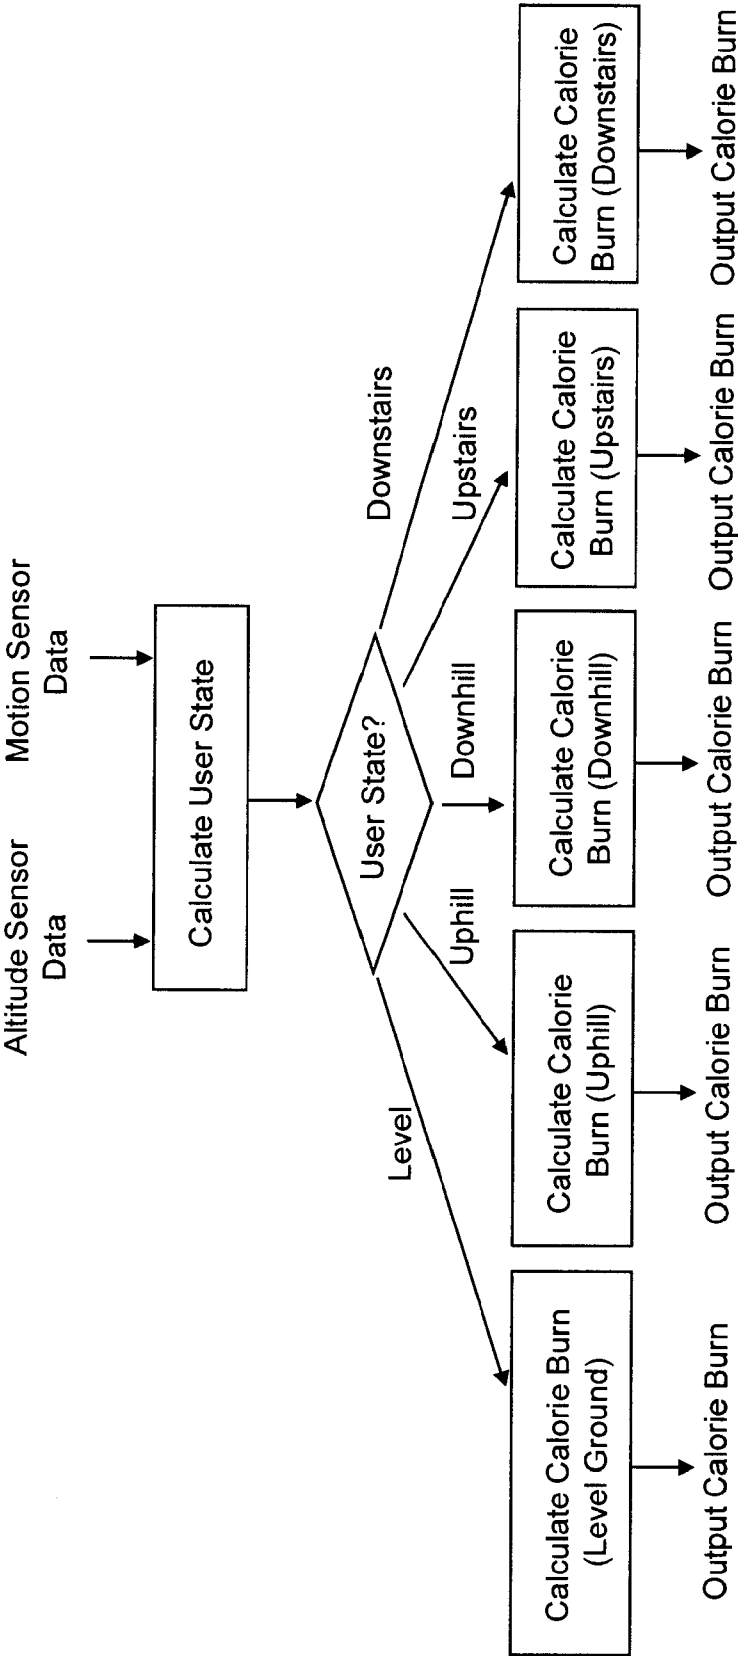 Altitude Sensor
Data
Motion Sensor
Data
Calculate User State
User State?
Level
Uphill
Downhill
Upstairs
Downstairs
Calculate Calorie Burn
(Level Ground)
Calculate Calorie
Burn (Uphill)
Calculate Calorie
Burn (Downhill)
Calculate Calorie
Burn (Upstairs)
Calculate Calorie
Burn (Downstairs)
Output Calorie Burn
Output Calorie Burn
Output Calorie Burn
Output Calorie Burn
Output Calorie Burn